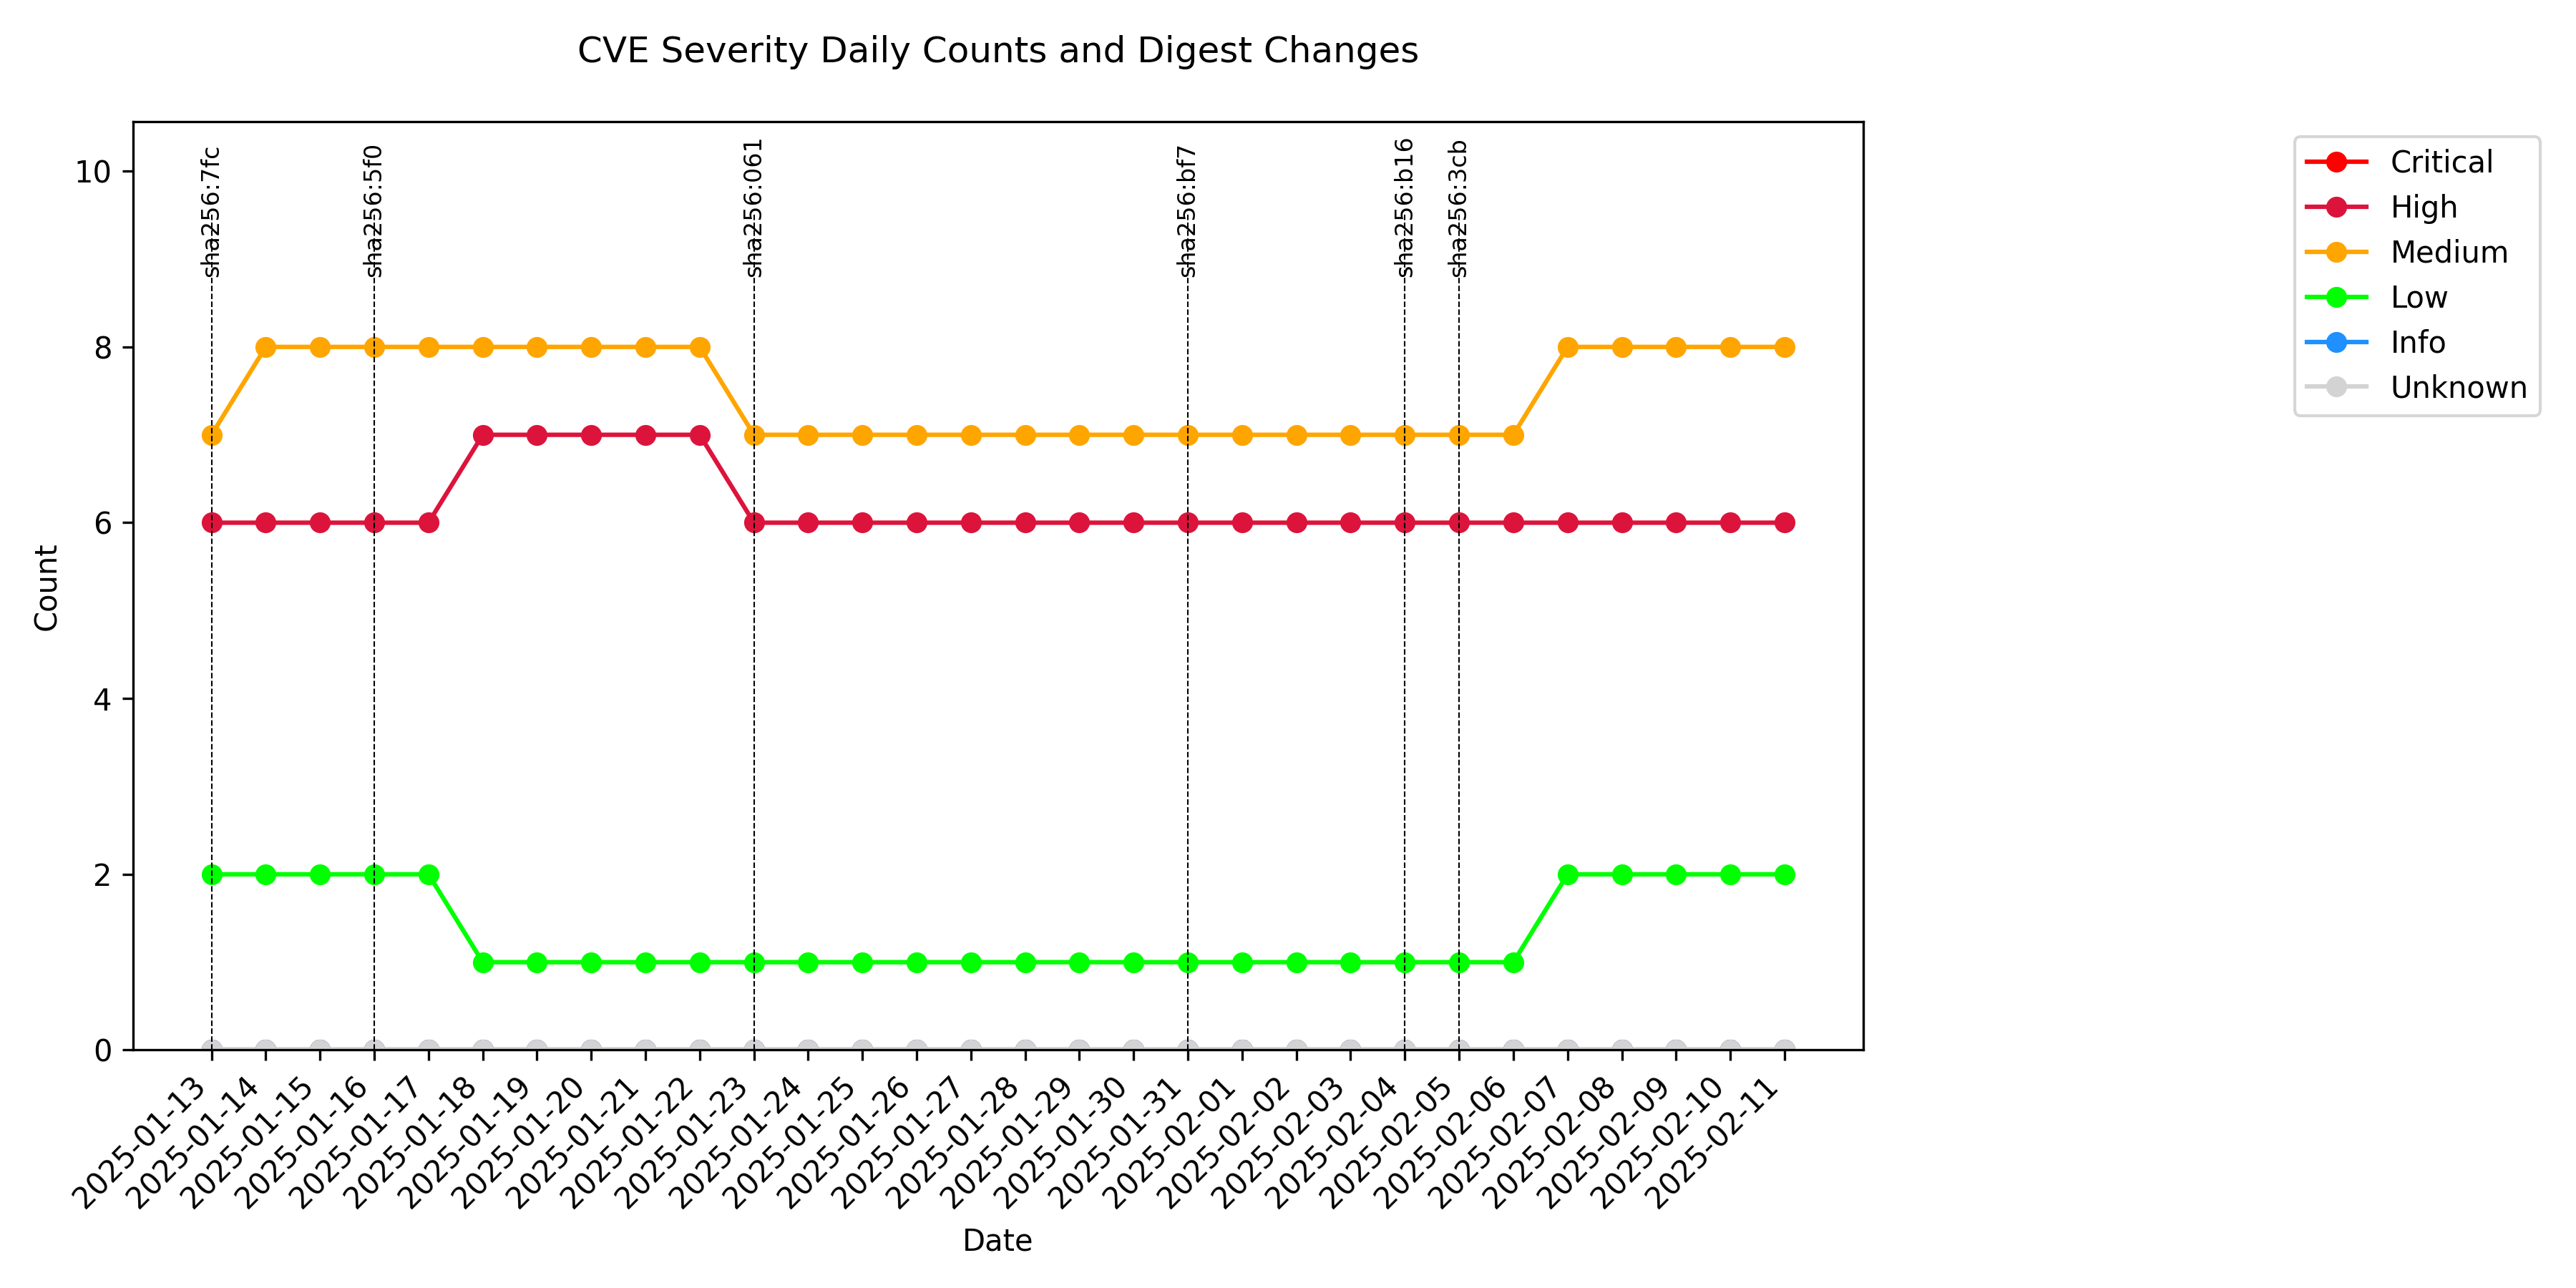 CVE Severity Daily Counts and Digest Changes
sha256:7fc
sha256:5f0
sha256:061
sha256:bf7
sha256:b16
sha256:3cb
Critical
High
Medium
Low
Info
Unknown
10
8
6
4
2
0
Count
2025-01-13
2025-01-14
2025-01-15
2025-01-16
2025-01-17
2025-01-18
2025-01-19
2025-01-20
2025-01-21
2025-01-22
2025-01-23
2025-01-24
2025-01-25
2025-01-26
2025-01-27
2025-01-28
2025-01-29
2025-01-30
2025-01-31
2025-02-01
2025-02-02
2025-02-03
2025-02-04
2025-02-05
2025-02-06
2025-02-07
2025-02-08
2025-02-09
2025-02-10
2025-02-11
Date